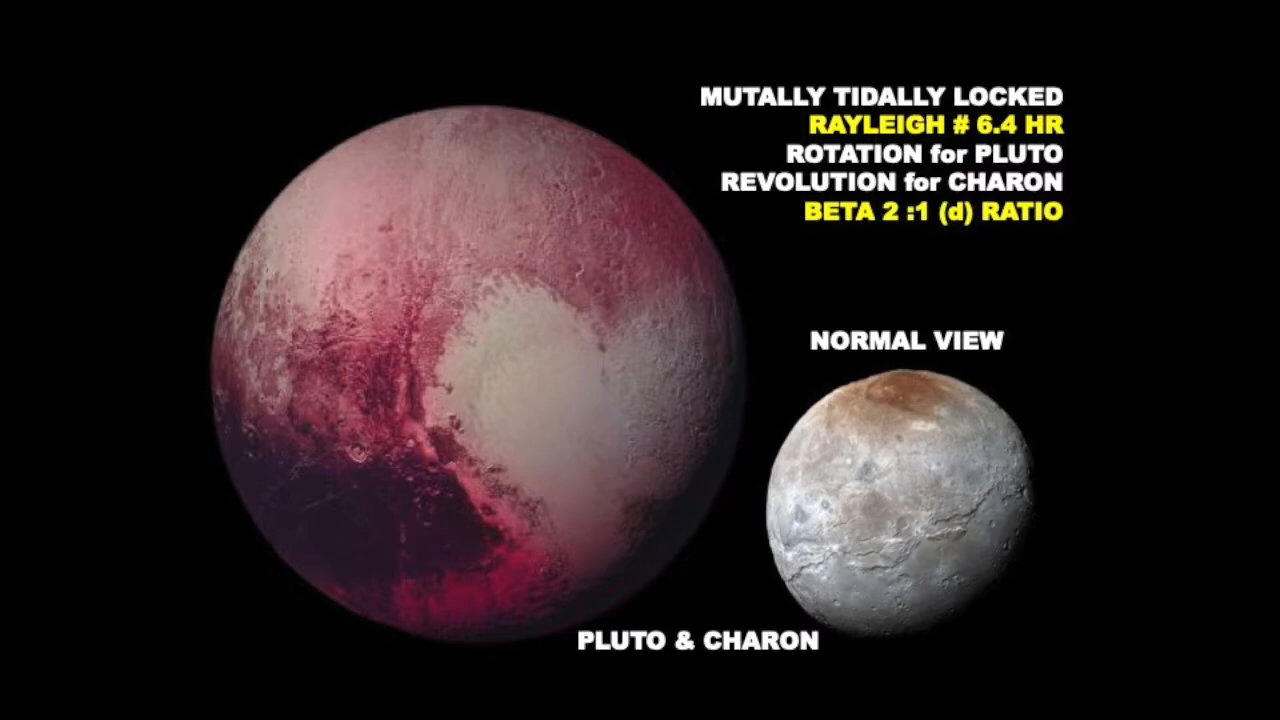 MUTALLY TIDALLY LOCKED
RAYLEIGH # 6.4 HR
ROTATION for PLUTO
REVOLUTION for CHARON
BETA 2 :1 (d) RATIO
NORMAL VIEW
PLUTO & CHARON